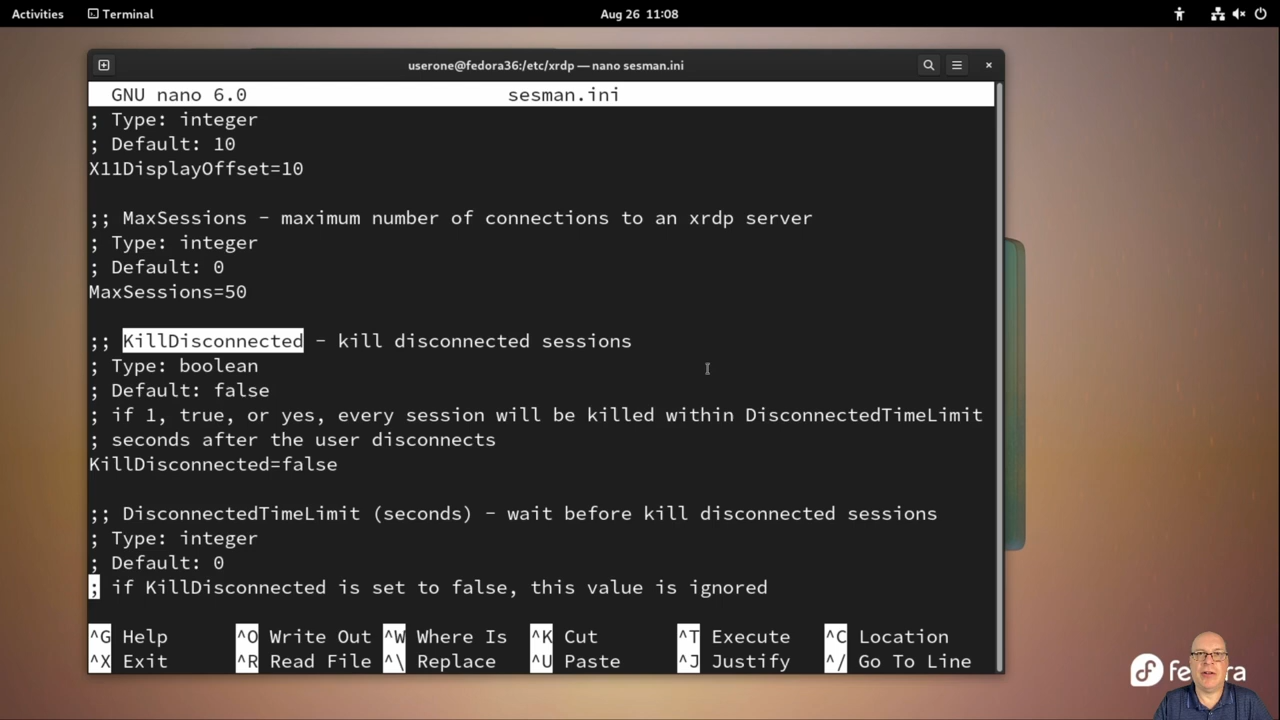 Activities
Terminal
Aug 26 11:08
userone@fedora36:/etc/xrdp — nano sesman.ini
GNU nano 6.0 sesman.ini
; Type: integer
; Default: 10
X11DisplayOffset=10
;; MaxSessions - maximum number of connections to an xrdp server
; Type: integer
; Default: 0
MaxSessions=50
;; KillDisconnected - kill disconnected sessions
; Type: boolean
; Default: false
; if 1, true, or yes, every session will be killed within DisconnectedTimeLimit
; seconds after the user disconnects
KillDisconnected=false
;; DisconnectedTimeLimit (seconds) - wait before kill disconnected sessions
; Type: integer
; Default: 0
; if KillDisconnected is set to false, this value is ignored
^G Help ^O Write Out ^W Where Is ^K Cut ^T Execute ^C Location
^X Exit ^R Read File ^\ Replace ^U Paste ^J Justify ^/ Go To Line